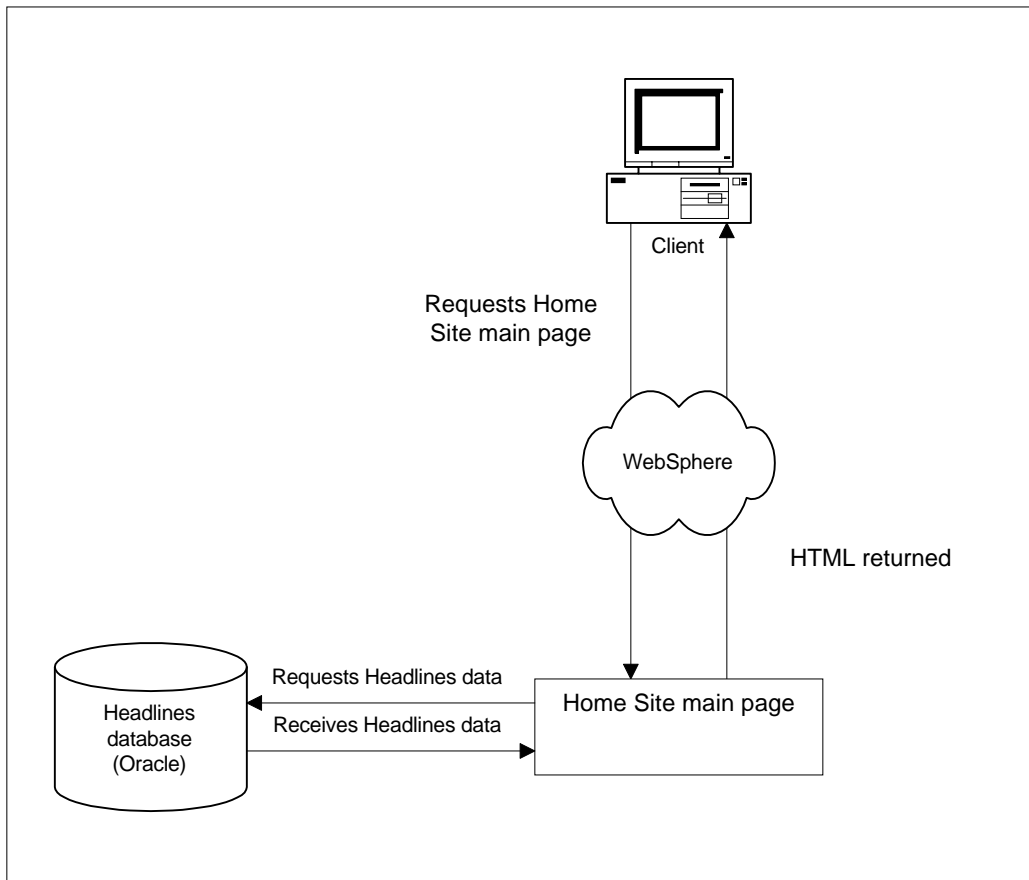 Client
Requests Home
Site main page
WebSphere
HTML returned
Requests Headlines data
Home Site main page
Headlines
database
(Oracle)
Receives Headlines data